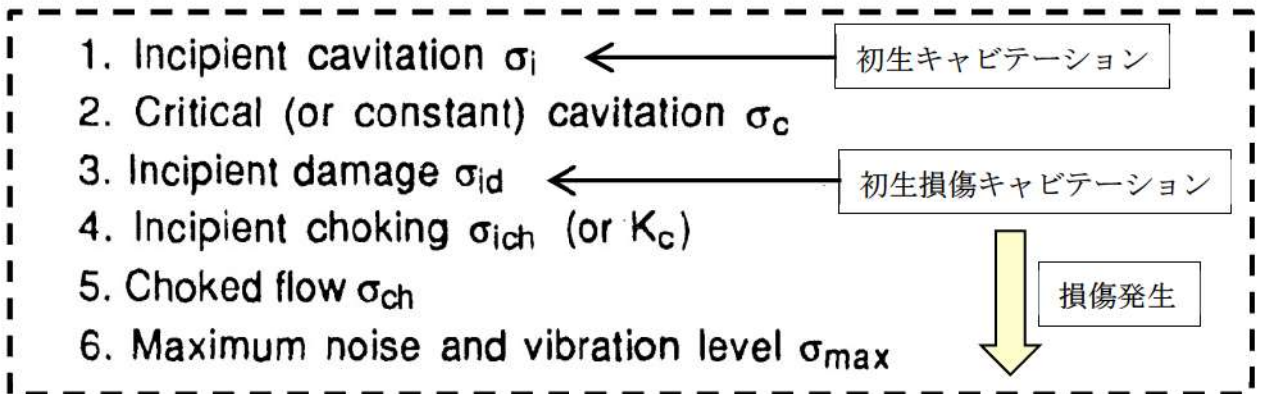 1. Incipient cavitation σi
初生キャビテーション
2. Critical (or constant) cavitation σc
3. Incipient damage σid
初生損傷キャビテーション
4. Incipient choking σich (or Kc)
5. Choked flow σch
損傷発生
6. Maximum noise and vibration level σmax